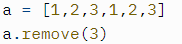 a = [1,2,3,1,2,3]
a.remove(3)